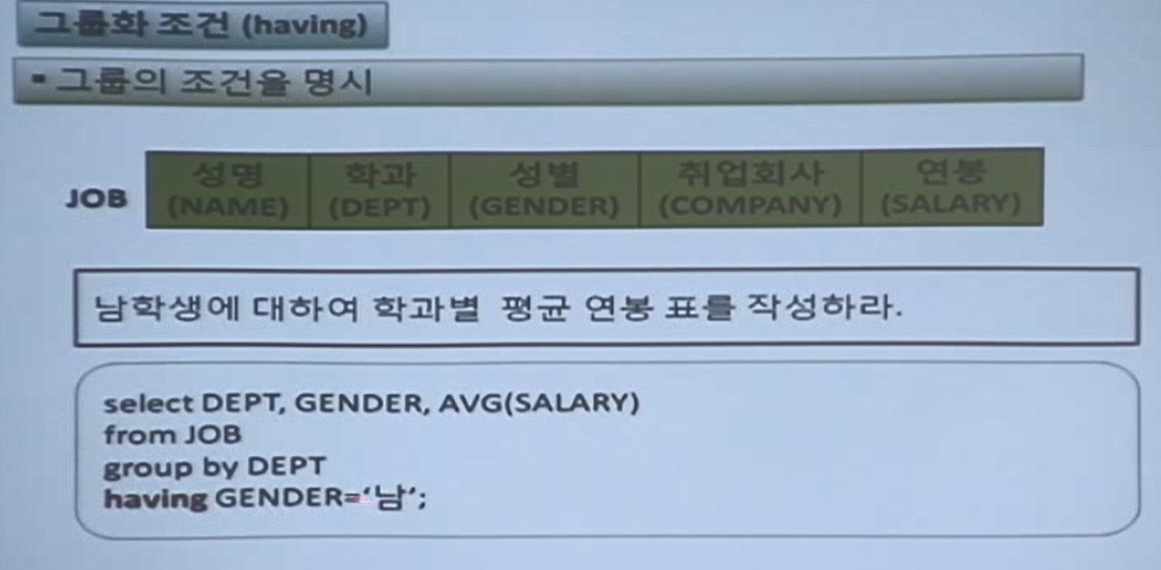 그룹화 조건 (having)
▪ 그룹의 조건을 명시
JOB
성명 학과 성별 취업회사 연봉
(NAME) (DEPT) (GENDER) (COMPANY) (SALARY)
남학생에 대하여 학과별 평균 연봉 표를 작성하라.
select DEPT, GENDER, AVG(SALARY)
from JOB
group by DEPT
having GENDER=‘남’;